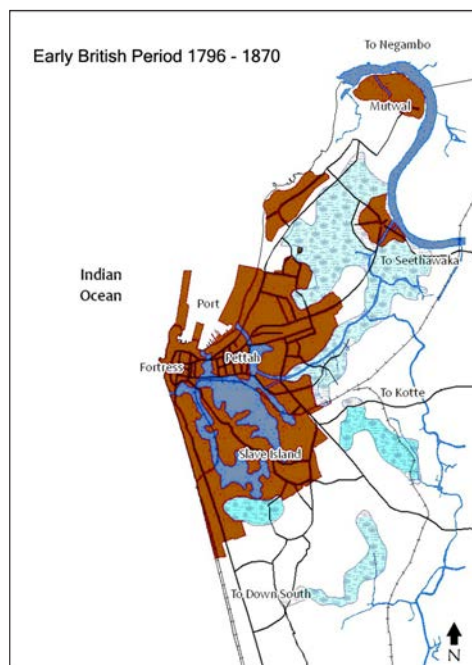 Early British Period 1796 - 1870
To Negambo
Mutwal
To Seethawaka
Indian
Ocean
Port
Pettah
Fortress
To Kotte
Slave Island
To Down South
N